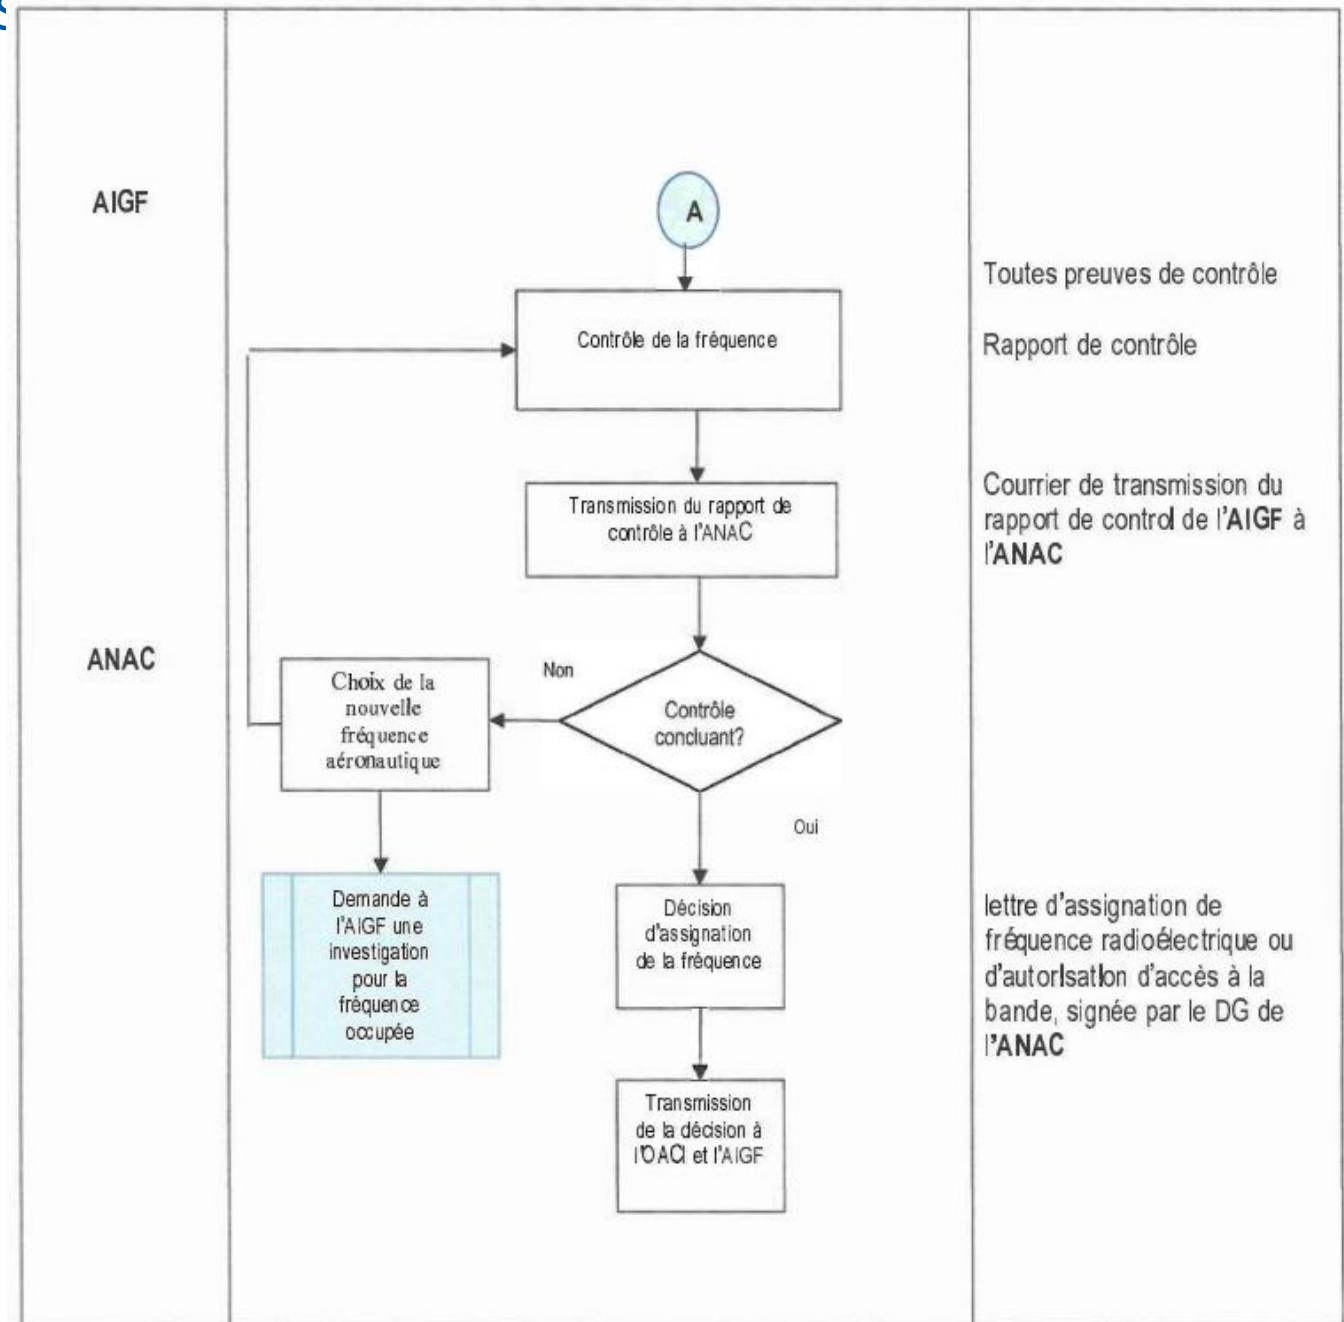 AIGF
A
Toutes preuves de contrôle
Contrôle de la fréquence
Rapport de contrôle
Transmission du rapport de
contrôle à l'ANAC
Courrier de transmission du
rapport de control de l'AIGF à
l'ANAC
ANAC
Non
Choix de la
nouvelle
fréquence
aéronautique
Contrôle
concluant?
Oui
Demande à
l'AIGF une
investigation
pour la
fréquence
occupée
Décision
d'assignation
de la fréquence
lettre d'assignation de
fréquence radioélectrique ou
d'autorisation d'accès à la
bande, signée par le DG de
l'ANAC
Transmission
de la décision à
l'OACI et l'AIGF